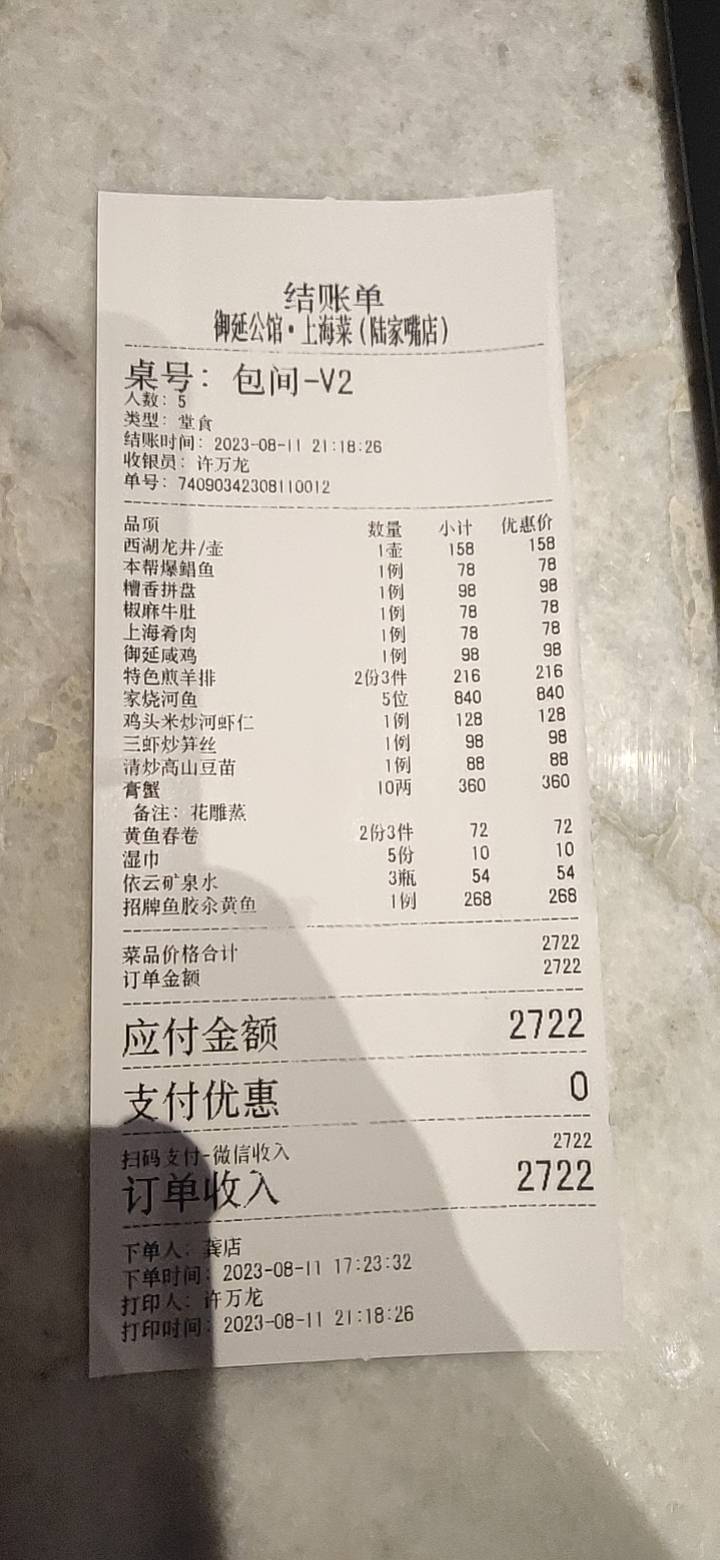 结账单
御延公馆·上海菜(陆家嘴店)
桌号: 包间-V2
人数: 5
类型: 堂食
结账时间: 2023-08-11 21:18:26
收银员: 许万龙
单号: 74090342308110012
品项 数量 小计 优惠价
西湖龙井/壶 1壶 158 158
本帮爆鲳鱼 1例 78 78
糟香拼盘 1例 98 98
椒麻牛肚 1例 78 78
上海肴肉 1例 78 78
御延咸鸡 1例 98 98
特色煎羊排 2份3件 216 216
家烧河鱼 5位 840 840
鸡头米炒河虾仁 1例 128 128
三虾炒笋丝 1例 98 98
清炒高山豆苗 1例 88 88
膏蟹 10两 360 360
备注: 花雕蒸
黄鱼春卷 2份3件 72 72
湿巾 5份 10 10
依云矿泉水 3瓶 54 54
招牌鱼胶氽黄鱼 1例 268 268
菜品价格合计 2722
订单金额 2722
应付金额 2722
支付优惠 0
扫码支付-微信收入 2722
订单收入 2722
下单人: 龚店
下单时间: 2023-08-11 17:23:32
打印人: 许万龙
打印时间: 2023-08-11 21:18:26